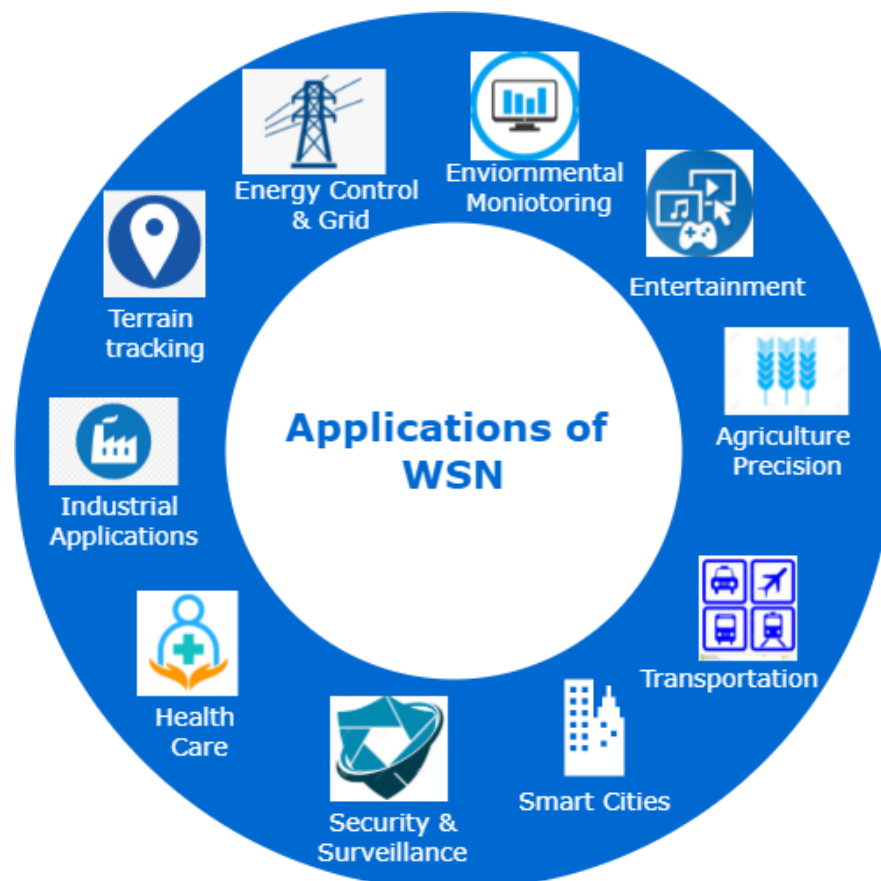 Applications of
WSN
Energy Control
& Grid
Enviornmental
Moniotoring
Entertainment
Agriculture
Precision
Transportation
Smart Cities
Security &
Surveillance
Health
Care
Industrial
Applications
Terrain
tracking